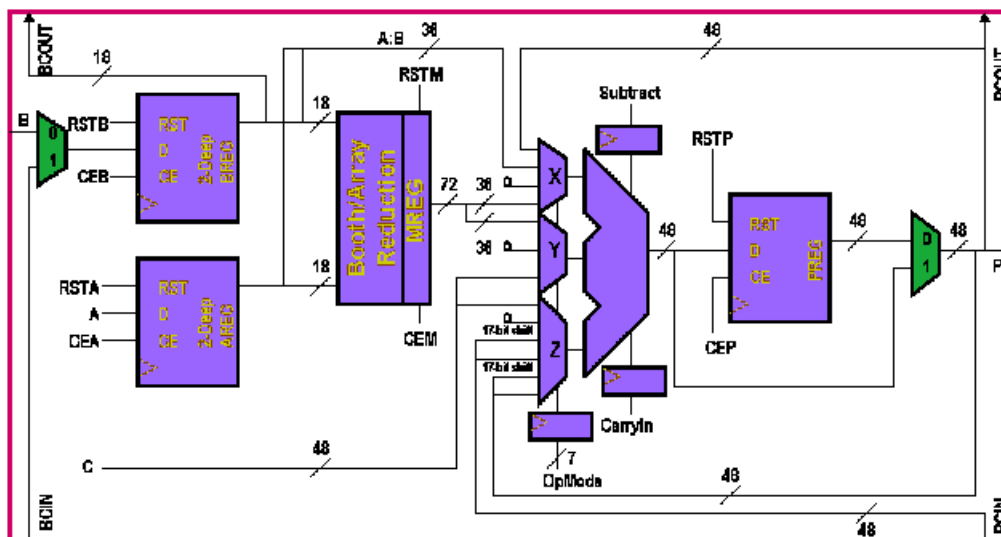 BCOUT
18
A:B
36
RSTM
48
BCOUT
B
0
1
RSTB
CEB
RST
D
CE
2-Deep
BREG
18
Booth/Array
Reduction
MREG
72
36
36
0
0
0
X
Y
Z
Subtract
RSTP
48
RST
D
CE
PREG
CEP
48
0
1
48
P
RSTA
A
CEA
RST
D
CE
2-Deep
AREG
18
CEM
17-bit shift
17-bit shift
CarryIn
7
OpMode
C
48
48
48
BCIN
BCIN